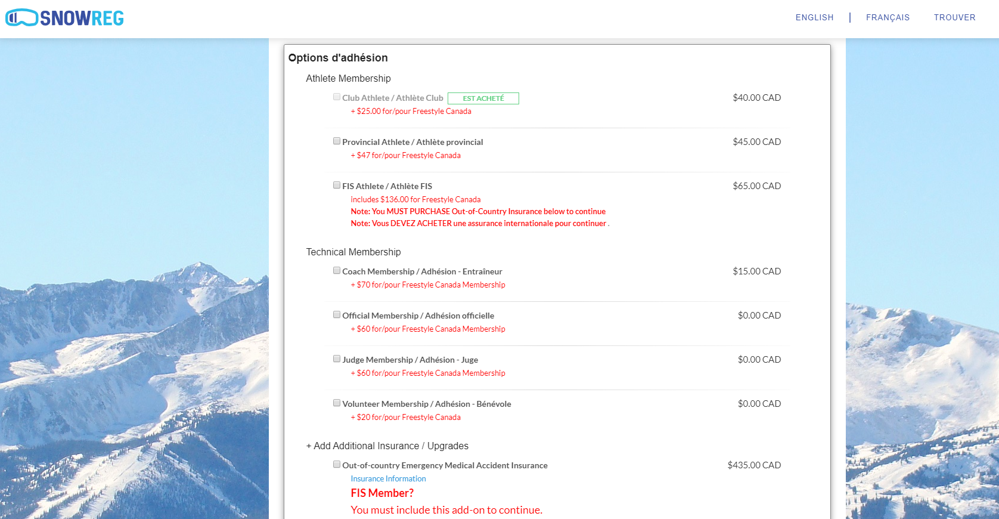 SNOWREG
ENGLISH | FRANÇAIS TROUVER
Options d'adhésion
Athlete Membership
Club Athlete / Athlète Club EST ACHETÉ $40.00 CAD
+ $25.00 for/pour Freestyle Canada
Provincial Athlete / Athlète provincial $45.00 CAD
+ $47 for/pour Freestyle Canada
FIS Athlete / Athlète FIS $65.00 CAD
includes $136.00 for Freestyle Canada
Note: You MUST PURCHASE Out-of-Country Insurance below to continue
Note: Vous DEVEZ ACHETER une assurance internationale pour continuer .
Technical Membership
Coach Membership / Adhésion - Entraîneur $15.00 CAD
+ $70 for/pour Freestyle Canada Membership
Official Membership / Adhésion officielle $0.00 CAD
+ $60 for/pour Freestyle Canada Membership
Judge Membership / Adhésion - Juge $0.00 CAD
+ $60 for/pour Freestyle Canada Membership
Volunteer Membership / Adhésion - Bénévole $0.00 CAD
+ $20 for/pour Freestyle Canada
+ Add Additional Insurance / Upgrades
Out-of-country Emergency Medical Accident Insurance $435.00 CAD
Insurance Information
FIS Member?
You must include this add-on to continue.